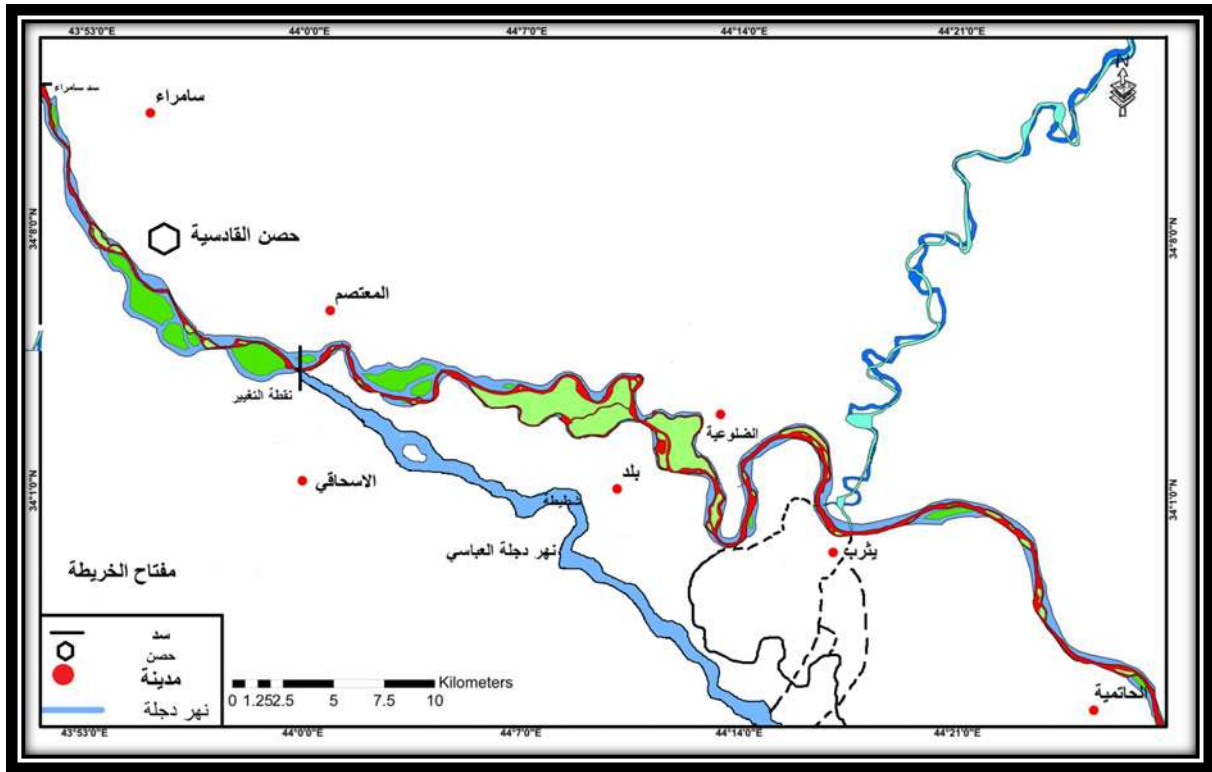 43°53'0"E 44°0'0"E 44°7'0"E 44°14'0"E 44°21'0"E
N
سد سامراء
سامراء
34°8'0"N
34°8'0"N
حصن القادسية
المعتصم
نقطة التغيير
الضلوعية
بلد
الاسحاقي
شطيطة
34°1'0"N
34°1'0"N
نهر دجلة العباسي
يثرب
مفتاح الخريطة
سد
حصن
مدينة
نهر دجلة
Kilometers
0 1.25 2.5 5 7.5 10
الحاتمية
43°53'0"E 44°0'0"E 44°7'0"E 44°14'0"E 44°21'0"E